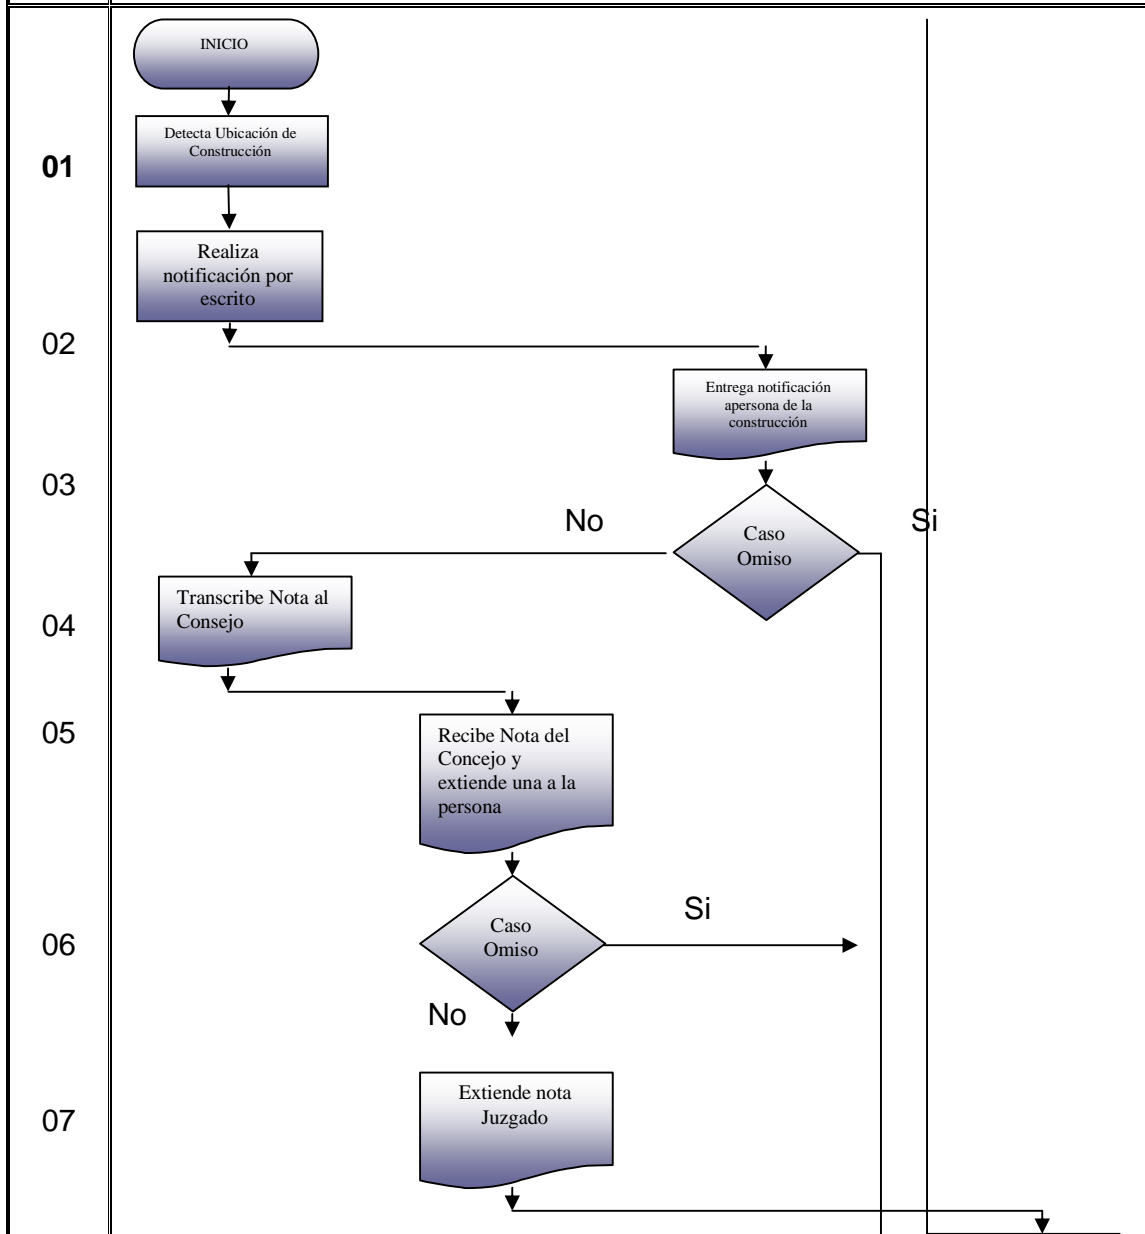 INICIO
01
Detecta Ubicación de
Construcción
Realiza
notificación por
escrito
02
Entrega notificación
apersona de la
construcción
03
No
Caso
Omiso
Si
04
Transcribe Nota al
Consejo
05
Recibe Nota del
Concejo y
extiende una a la
persona
06
Caso
Omiso
Si
No
07
Extiende nota
Juzgado